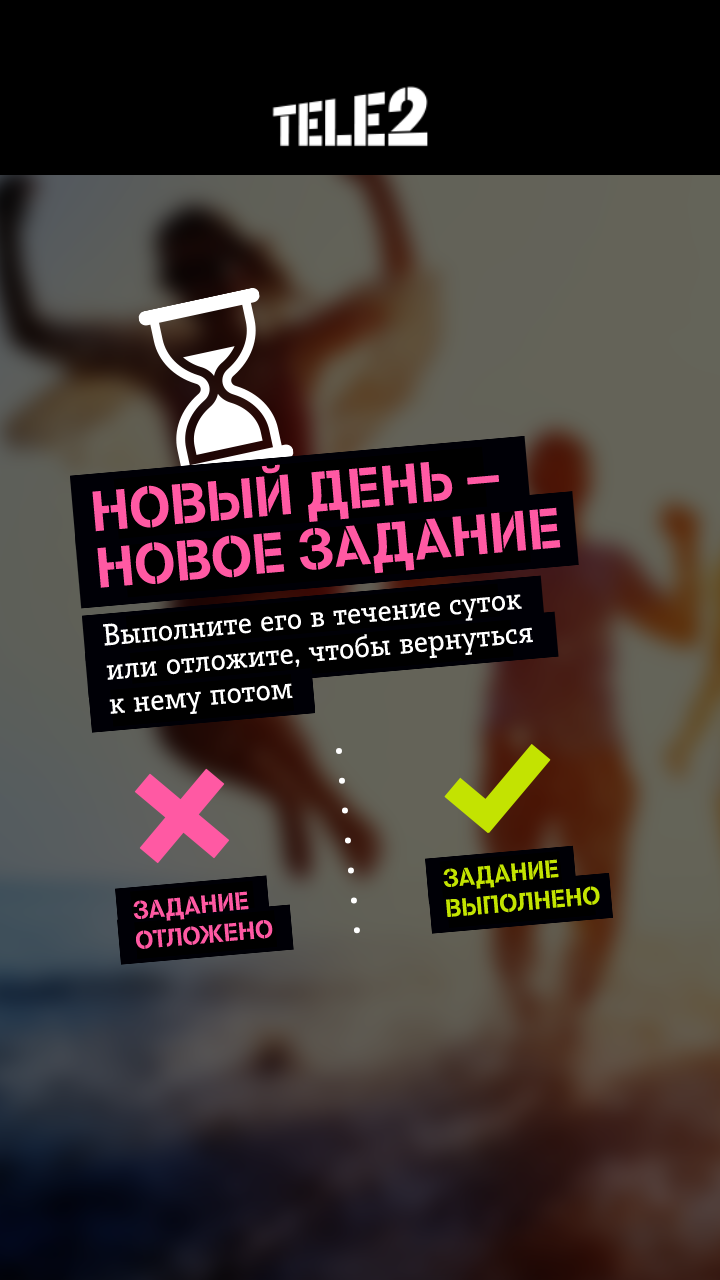 TELE2
НОВЫЙ ДЕНЬ –
НОВОЕ ЗАДАНИЕ
Выполните его в течение суток
или отложите, чтобы вернуться
к нему потом
ЗАДАНИЕ
ОТЛОЖЕНО
ЗАДАНИЕ
ВЫПОЛНЕНО